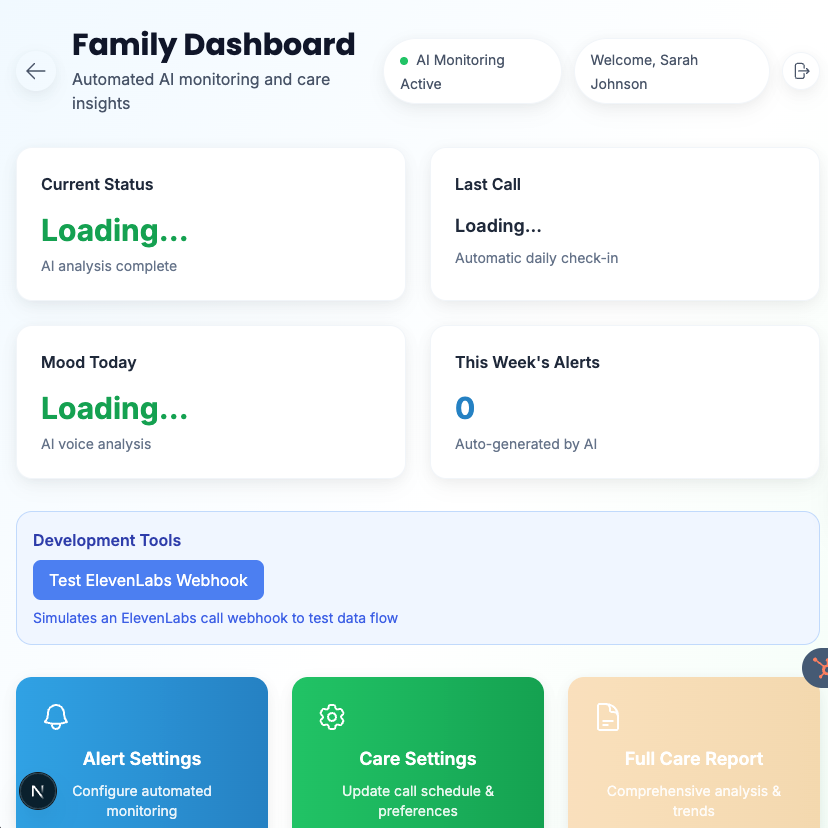 Family Dashboard
Automated AI monitoring and care
insights
AI Monitoring
Active
Welcome, Sarah
Johnson
Current Status
Loading...
AI analysis complete
Last Call
Loading...
Automatic daily check-in
Mood Today
Loading...
AI voice analysis
This Week's Alerts
0
Auto-generated by AI
Development Tools
Test ElevenLabs Webhook
Simulates an ElevenLabs call webhook to test data flow
Alert Settings
Configure automated
monitoring
Care Settings
Update call schedule &
preferences
Full Care Report
Comprehensive analysis &
trends
N